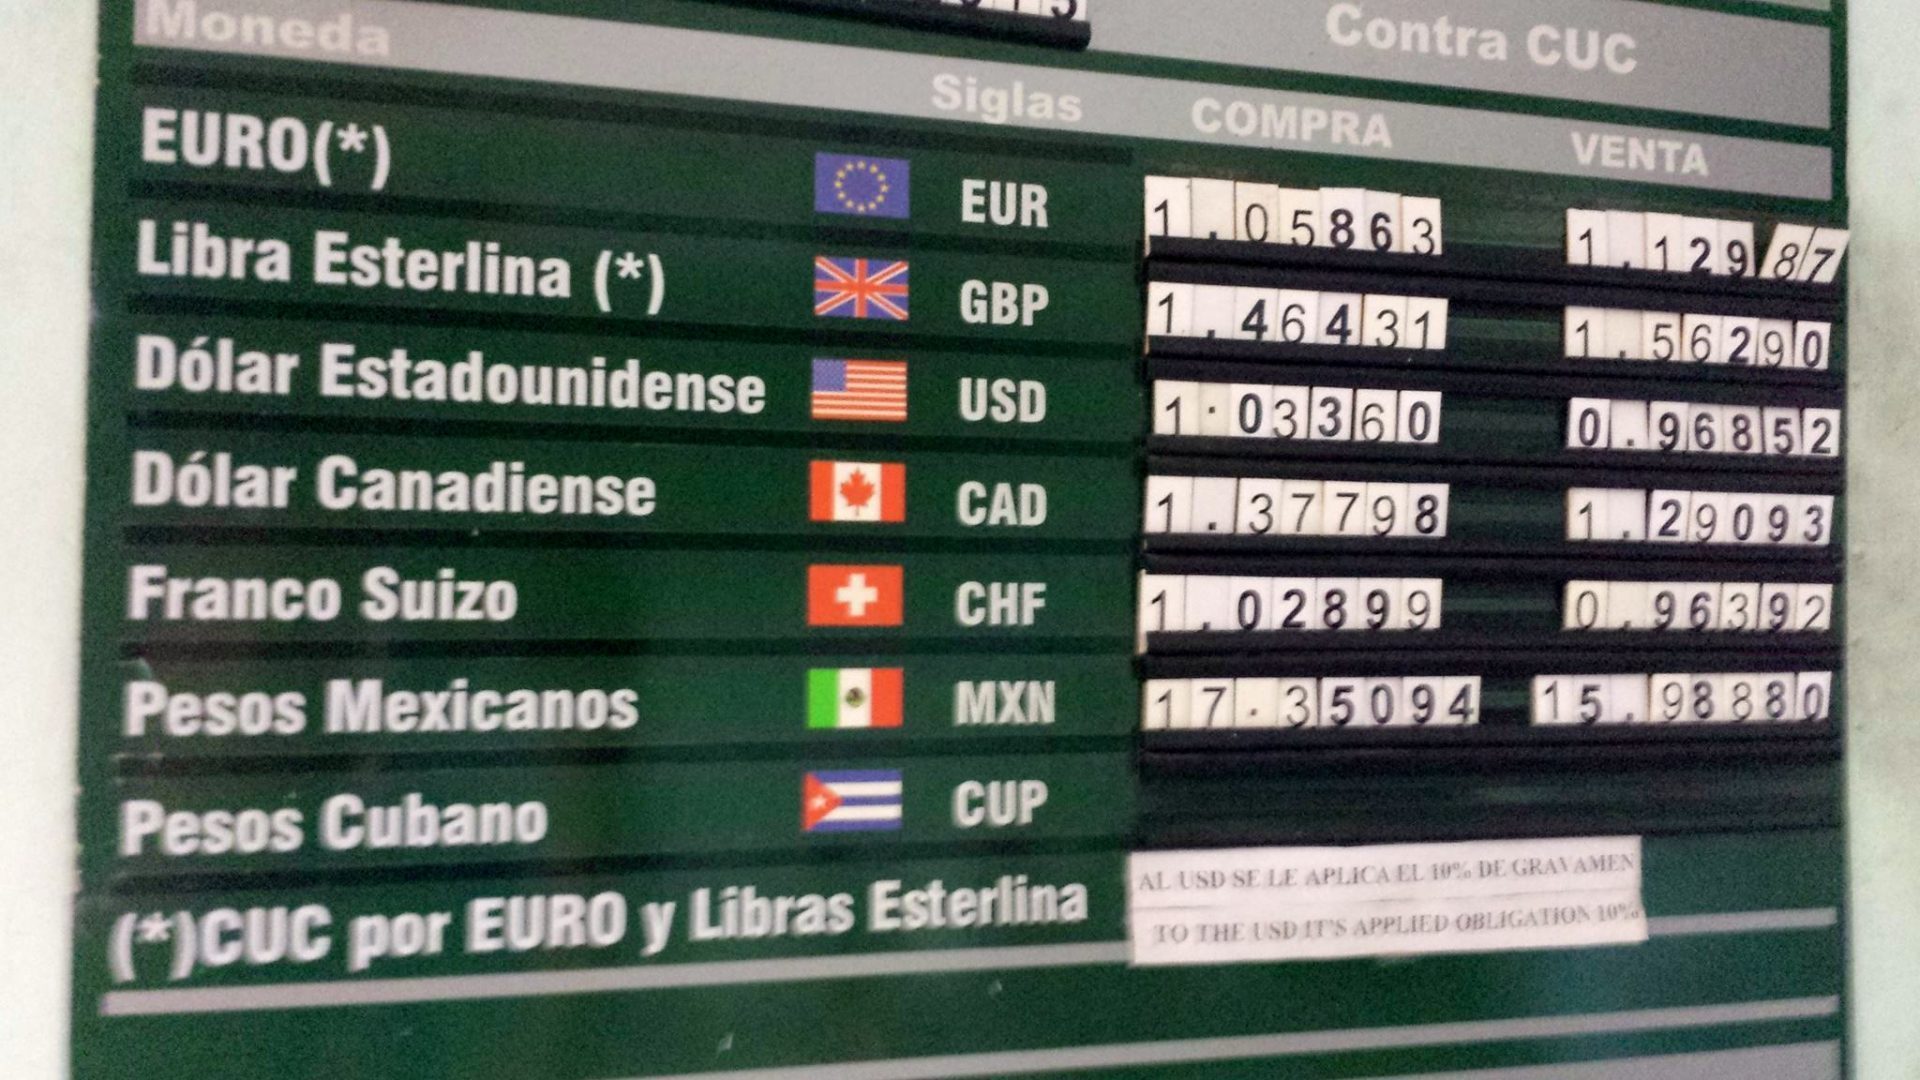 Contra CUC
Moneda Siglas COMPRA VENTA
EURO(*) EUR 1.05863 1.12987
Libra Esterlina (*) GBP 1.46431 1.56290
Dólar Estadounidense USD 1.03360 0.96852
Dólar Canadiense CAD 1.37798 1.29093
Franco Suizo CHF 1.02899 0.96392
Pesos Mexicanos MXN 17.35094 15.98880
Pesos Cubano CUP
(*)CUC por EURO y Libras Esterlina
AL USD SE LE APLICA EL 10% DE GRAVAMEN
TO THE USD IT'S APPLIED OBLIGATION 10%